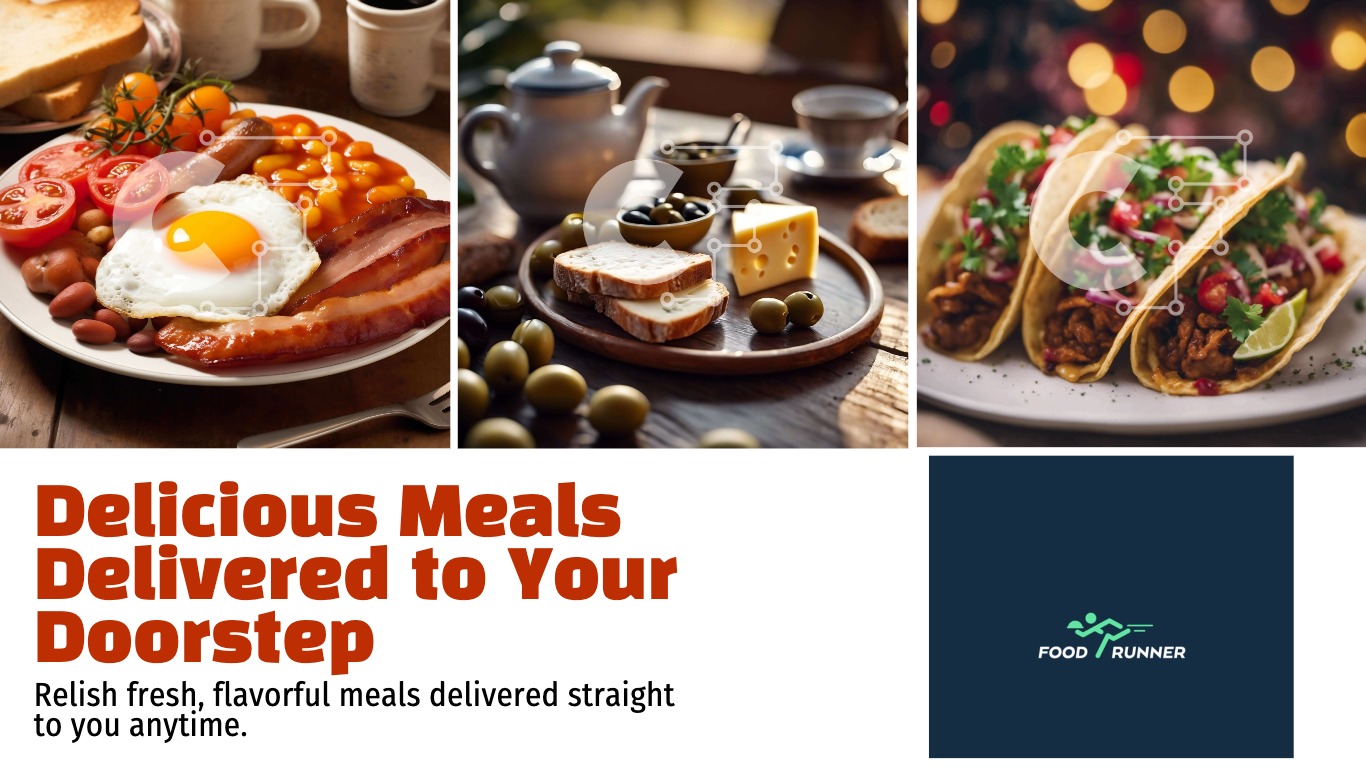 Delicious Meals
Delivered to Your
Doorstep
Relish fresh, flavorful meals delivered straight
to you anytime.
FOOD RUNNER